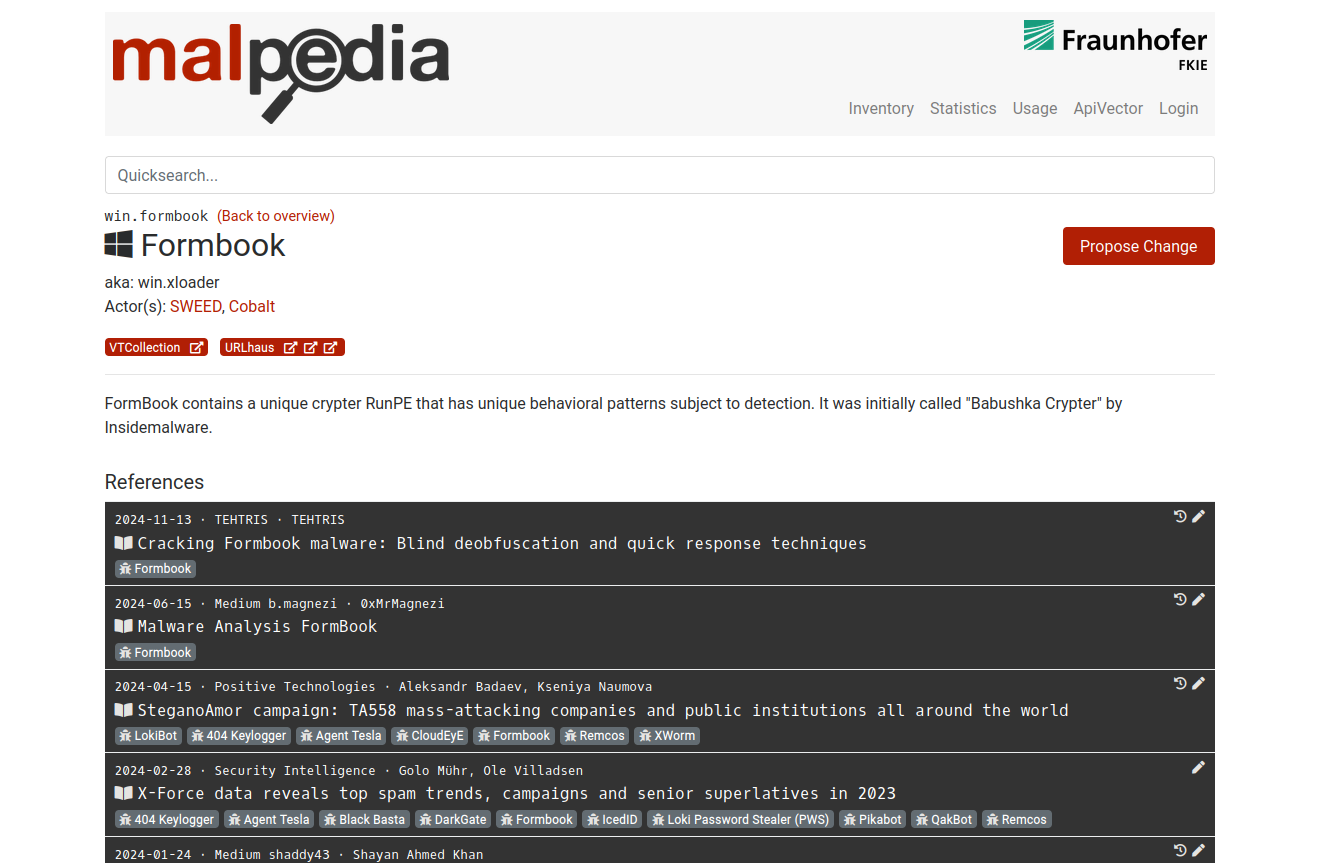 malpedia
Fraunhofer
FKIE
Inventory Statistics Usage ApiVector Login
Quicksearch...
win.formbook (Back to overview)
Formbook
Propose Change
aka: win.xloader
Actor(s): SWEED, Cobalt
VTCollection URLhaus
FormBook contains a unique crypter RunPE that has unique behavioral patterns subject to detection. It was initially called "Babushka Crypter" by
Insidemalware.
References
2024-11-13 · TEHTRIS · TEHTRIS
Cracking Formbook malware: Blind deobfuscation and quick response techniques
Formbook
2024-06-15 · Medium b.magnezi · 0xMrMagnezi
Malware Analysis FormBook
Formbook
2024-04-15 · Positive Technologies · Aleksandr Badaev, Kseniya Naumova
SteganoAmor campaign: TA558 mass-attacking companies and public institutions all around the world
LokiBot 404 Keylogger Agent Tesla CloudEyE Formbook Remcos XWorm
2024-02-28 · Security Intelligence · Golo Mühr, Ole Villadsen
X-Force data reveals top spam trends, campaigns and senior superlatives in 2023
404 Keylogger Agent Tesla Black Basta DarkGate Formbook IcedID Loki Password Stealer (PWS) Pikabot QakBot Remcos
2024-01-24 · Medium shaddy43 · Shayan Ahmed Khan